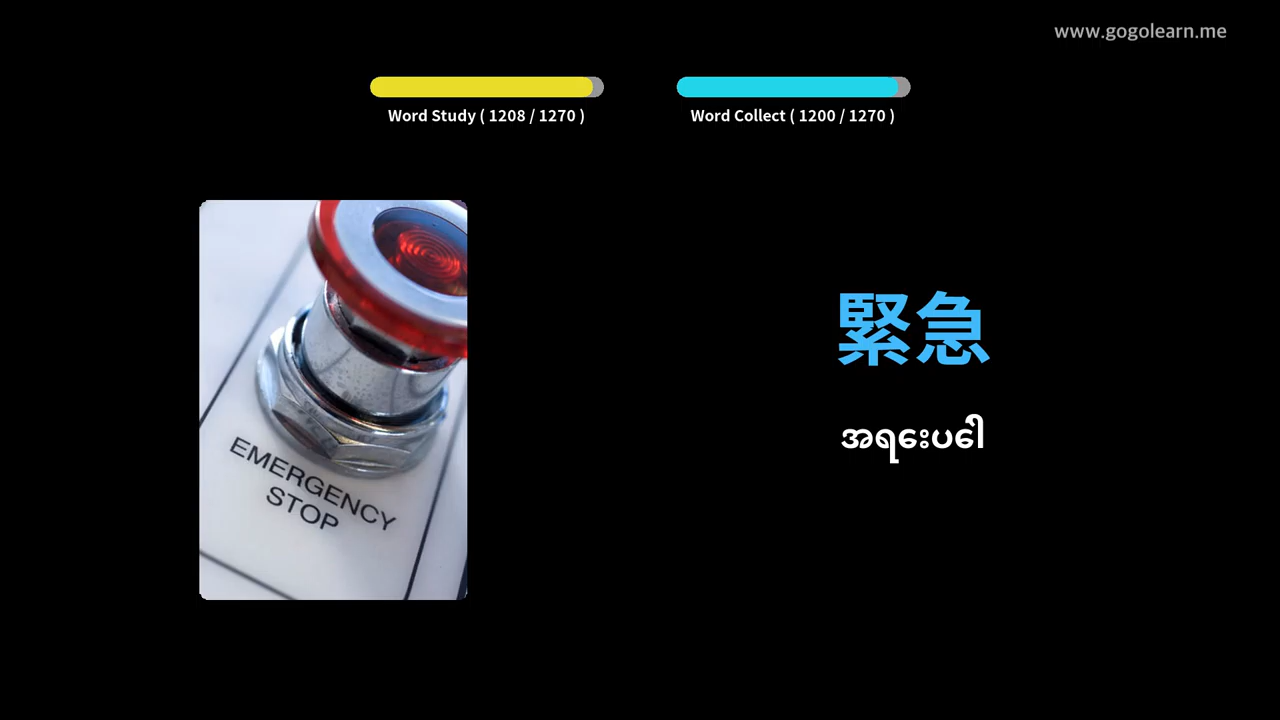 www.gogolearn.me
Word Study ( 1208 / 1270 )
Word Collect ( 1200 / 1270 )
EMERGENCY
STOP
緊急
အရေးပေါ်